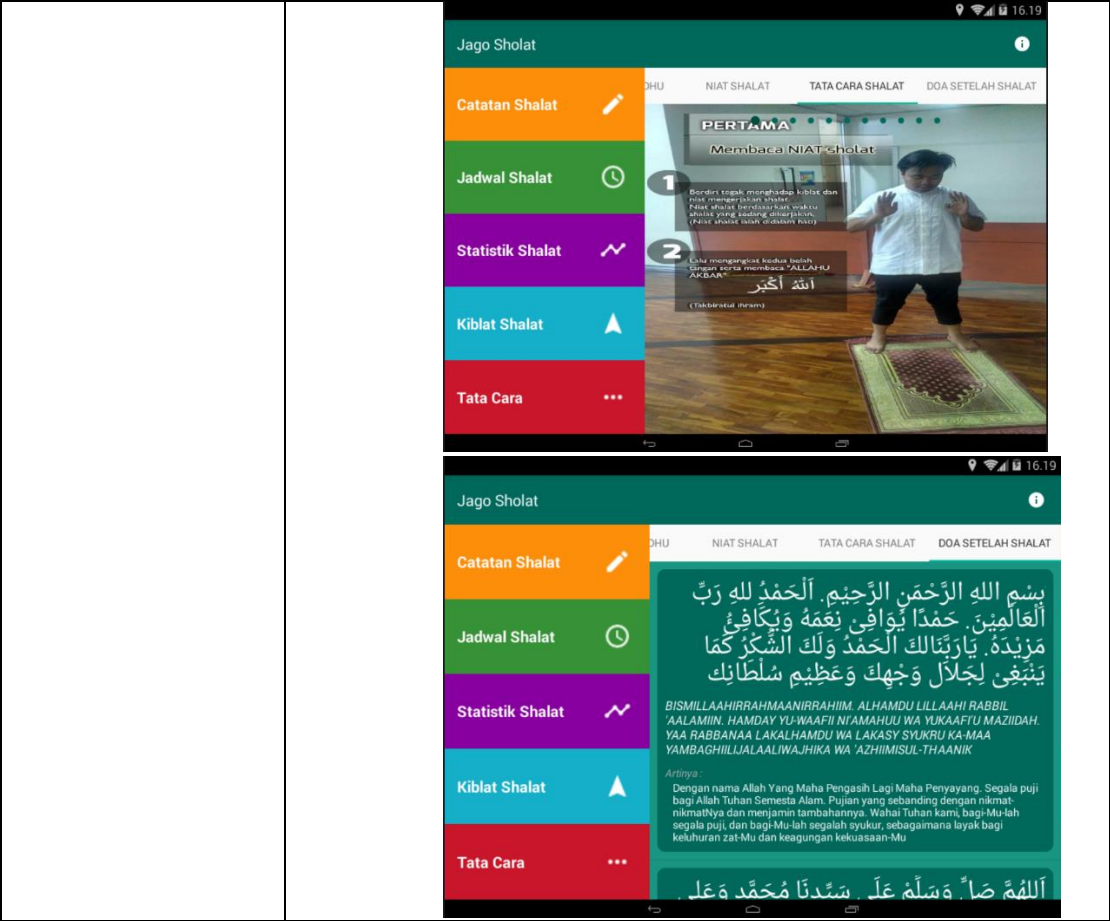 16.19
Jago Sholat
Catatan Shalat
Jadwal Shalat
Statistik Shalat
Kiblat Shalat
Tata Cara
DHU NIAT SHALAT TATA CARA SHALAT DOA SETELAH SHALAT
PERTAMA
Membaca NIAT sholat
1
Berdiri tegak menghadap kiblat dan
niat mengerjakan shalat.
Niat shalat berdasarkan waktu
shalat yang sedang dikerjakan,
(Niat shalat ialah didalam hati)
2
Lalu mengangkat kedua belah
tangan serta membaca "ALLAHU
AKBAR"
اَللهُ أَكْبَر
(Takbiratul ihram)
16.19
Jago Sholat
Catatan Shalat
Jadwal Shalat
Statistik Shalat
Kiblat Shalat
Tata Cara
DHU NIAT SHALAT TATA CARA SHALAT DOA SETELAH SHALAT
بِسْمِ اللهِ الرَّحْمَنِ الرَّحِيْمِ. اَلْحَمْدُ للهِ رَبِّ
الْعَالَمِيْنَ. حَمْدًا يُوَافِىْ نِعَمَهُ وَيُكَافِئُ
مَزِيْدَهُ. يَارَبَّنَالَكَ الْحَمْدُ وَلَكَ الشُّكْرُ كَمَا
يَنْبَغِىْ لِجَلاَلِ وَجْهِكَ وَعَظِيْمِ سُلْطَانِك
BISMILLAAHIRRAHMAANIRRAHIIM. ALHAMDU LILLAAHI RABBIL
'AALAMIIN. HAMDAY YU-WAAFII NI'AMAHUU WA YUKAAFI'U MAZIIDAH.
YAA RABBANAA LAKALHAMDU WA LAKASY SYUKRU KA-MAA
YAMBAGHIILIJALAALIWAJHIKA WA 'AZHIIMISUL-THAANIK
Artinya :
Dengan nama Allah Yang Maha Pengasih Lagi Maha Penyayang. Segala puji
bagi Allah Tuhan Semesta Alam. Pujian yang sebanding dengan nikmat-
nikmatNya dan menjamin tambahannya. Wahai Tuhan kami, bagi-Mu-lah
segala puji, dan bagi-Mu-lah segalah syukur, sebagaimana layak bagi
keluhuran zat-Mu dan keagungan kekuasaan-Mu
اَللهُمَّ صَلِّ وَسَلِّمْ عَلَى سَيِّدِنَا مُحَمَّدٍ وَعَلَى